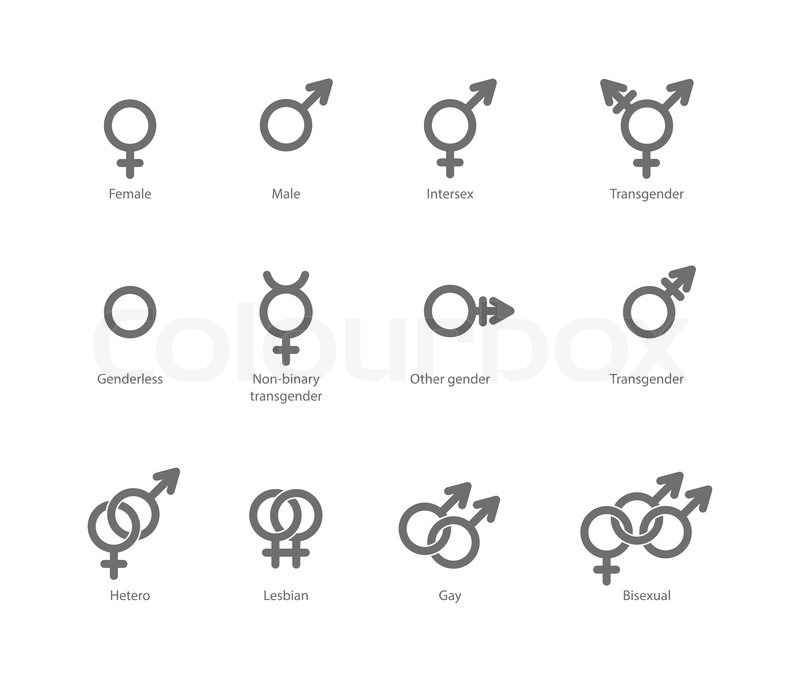 Female
Male
Intersex
Transgender
Genderless
Non-binary
transgender
Other gender
Transgender
Hetero
Lesbian
Gay
Bisexual
colourbox